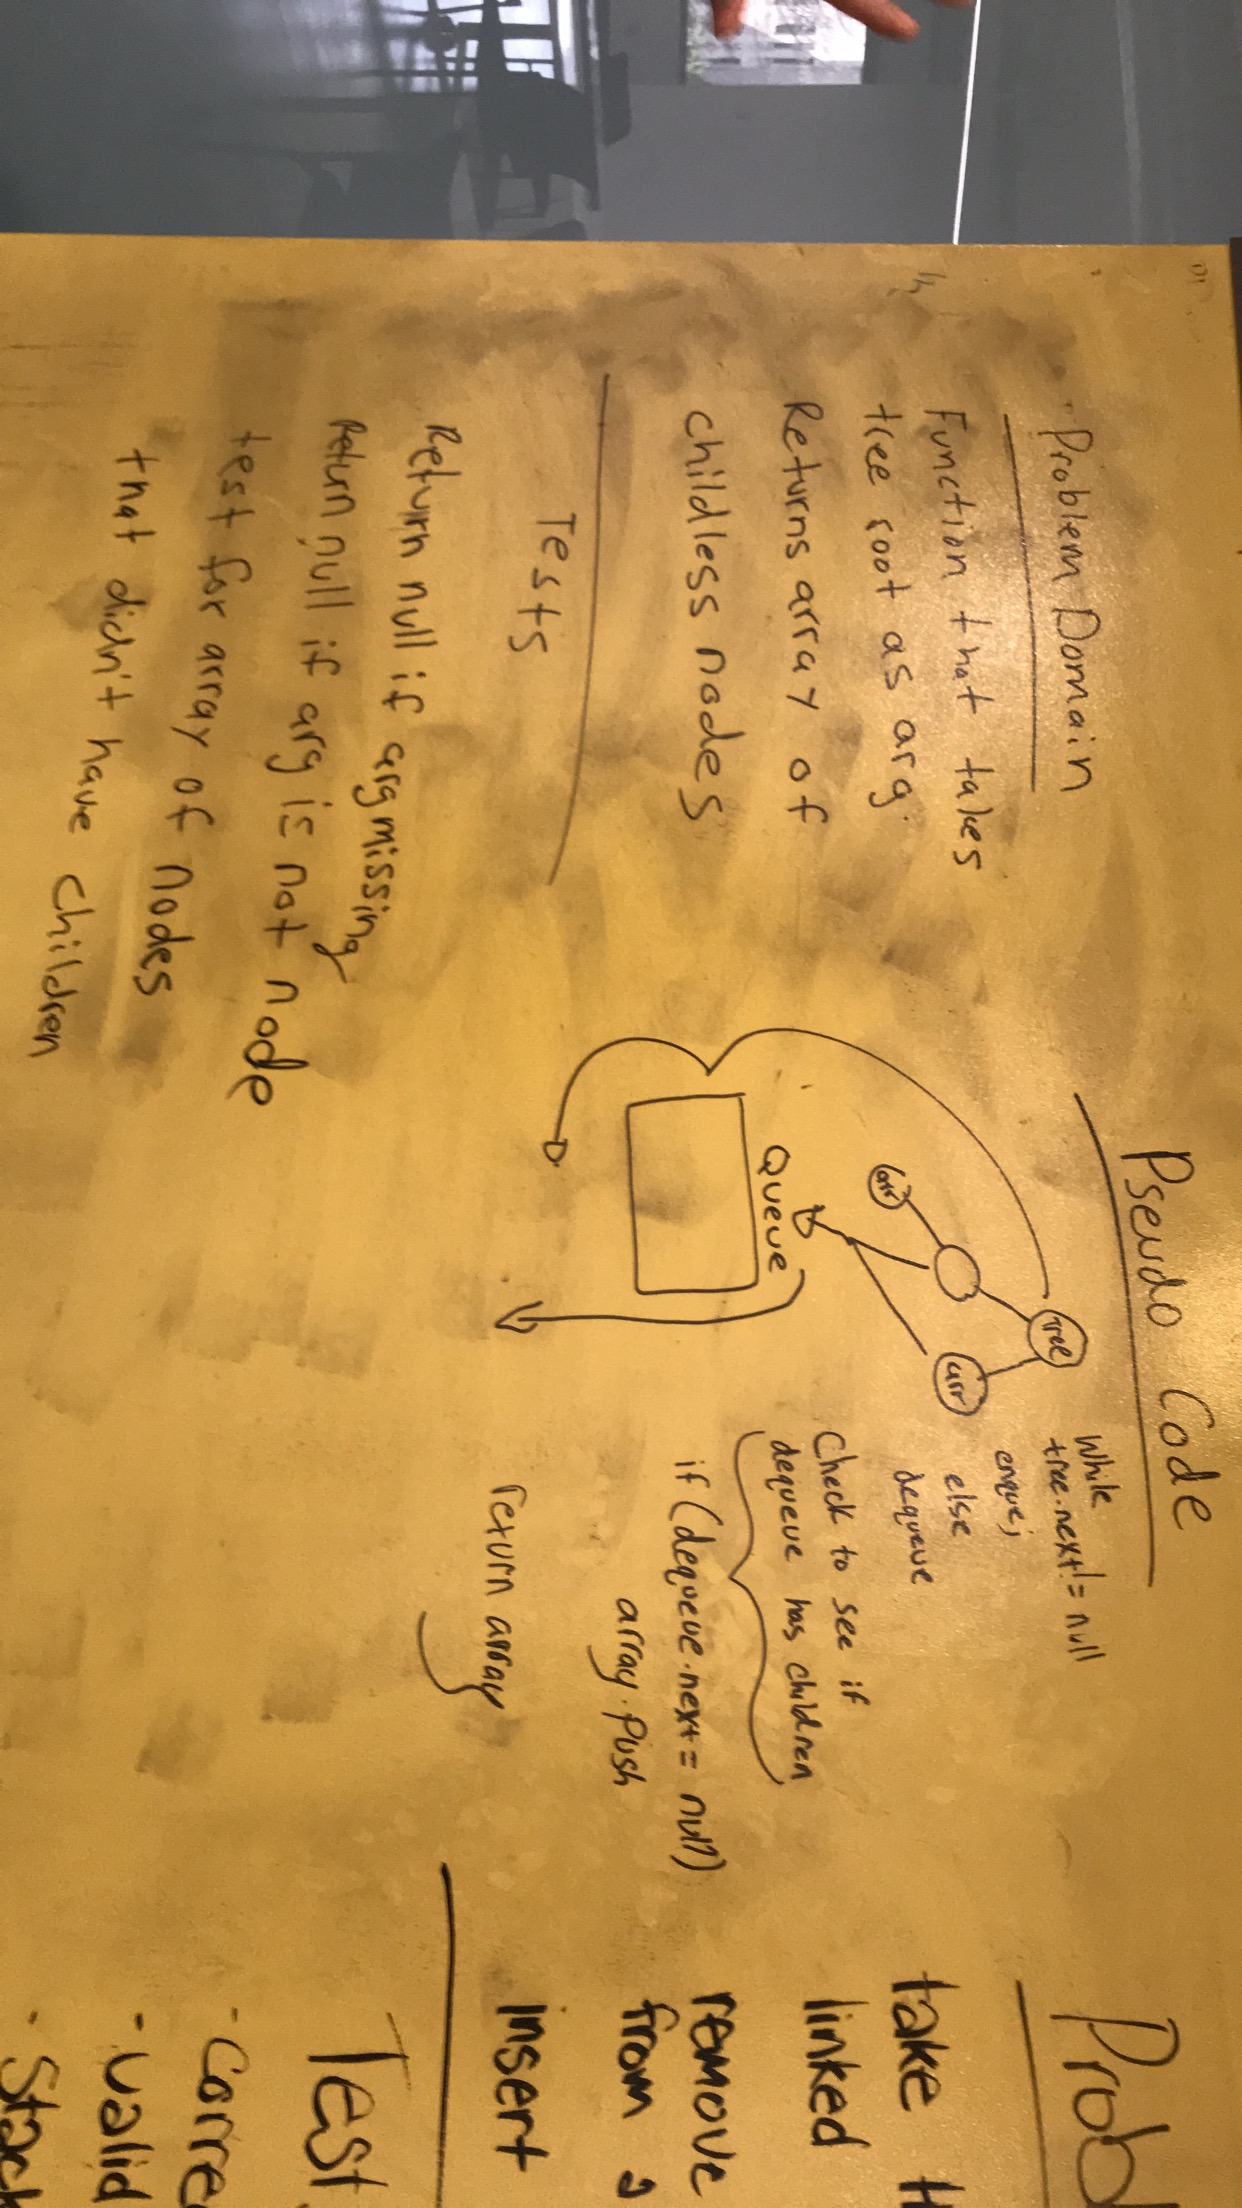 Problem Domain
Function that takes
tree root as arg.
Returns array of
childless nodes
Tests
Return null if arg missing
Return null if arg is not node
test for array of nodes
that didn't have children
Pseudo Code
Tree
arr
arr
Queue
While
tree.next != null
enque;
else
dequeue
Check to see if
dequeue has children
if (dequeue.next = null)
array.push
return array
Prob
take
linked
remove
from a
insert
Test
- Corre
- valid
- Stack